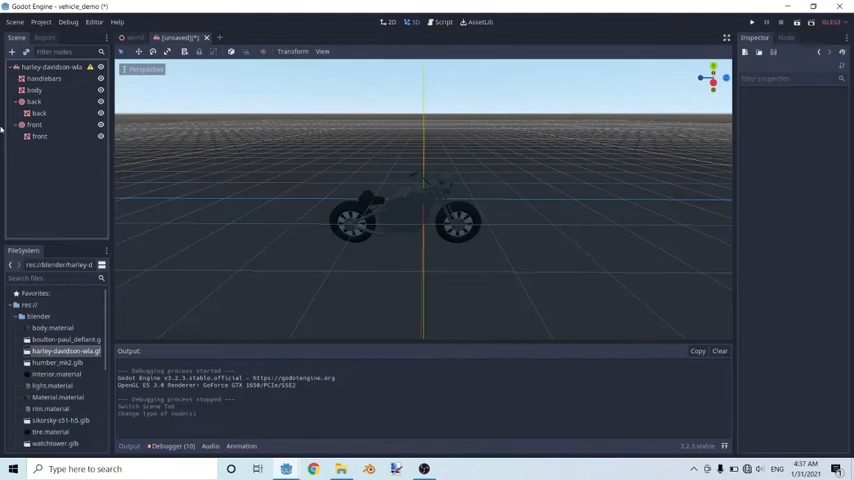 Godot Engine - vehicle_demo (*)
Scene Project Debug Editor Help
2D 3D Script AssetLib
GLES3
Scene Import
world [unsaved](*)
Inspector Node
Filter nodes
Transform View
harley-davidson-wla
handlebars
body
back
back
front
front
Perspective
Y
Filter properties
FileSystem
res://blender/harley-d
Search files
Favorites:
res://
blender
body.material
boulton-paul_defiant.g
harley-davidson-wla.gl
humber_mk2.glb
interior.material
light.material
Material.material
rim.material
sikorsky-s51-h5.glb
tire.material
watchtower.glb
Output:
Copy Clear
--- Debugging process started ---
Godot Engine v3.2.3.stable.official - https://godotengine.org
OpenGL ES 3.0 Renderer: GeForce GTX 1650/PCIe/SSE2
--- Debugging process stopped ---
Switch Scene Tab
Change type of node(s)
Output Debugger (10) Audio Animation
3.2.3.stable
Type here to search
ENG
4:37 AM
1/31/2021